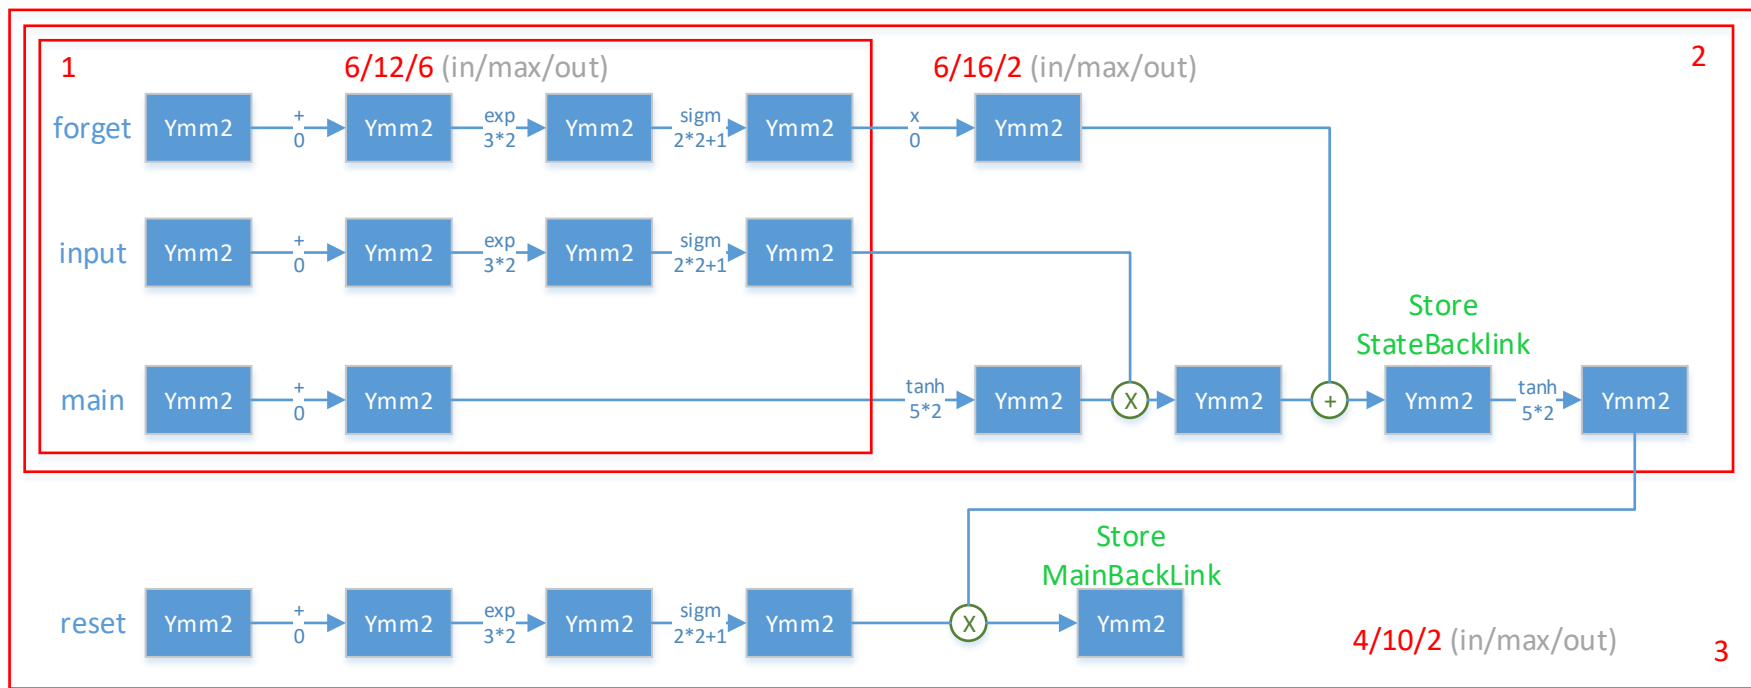 1
6/12/6 (in/max/out)
6/16/2 (in/max/out)
2
forget
Ymm2
+
0
Ymm2
exp
3*2
Ymm2
sigm
2*2+1
Ymm2
x
0
Ymm2
input
Ymm2
+
0
Ymm2
exp
3*2
Ymm2
sigm
2*2+1
Ymm2
Store
StateBacklink
main
Ymm2
+
0
Ymm2
tanh
5*2
Ymm2
X
Ymm2
+
Ymm2
tanh
5*2
Ymm2
Store
MainBackLink
reset
Ymm2
+
0
Ymm2
exp
3*2
Ymm2
sigm
2*2+1
Ymm2
X
Ymm2
4/10/2 (in/max/out)
3